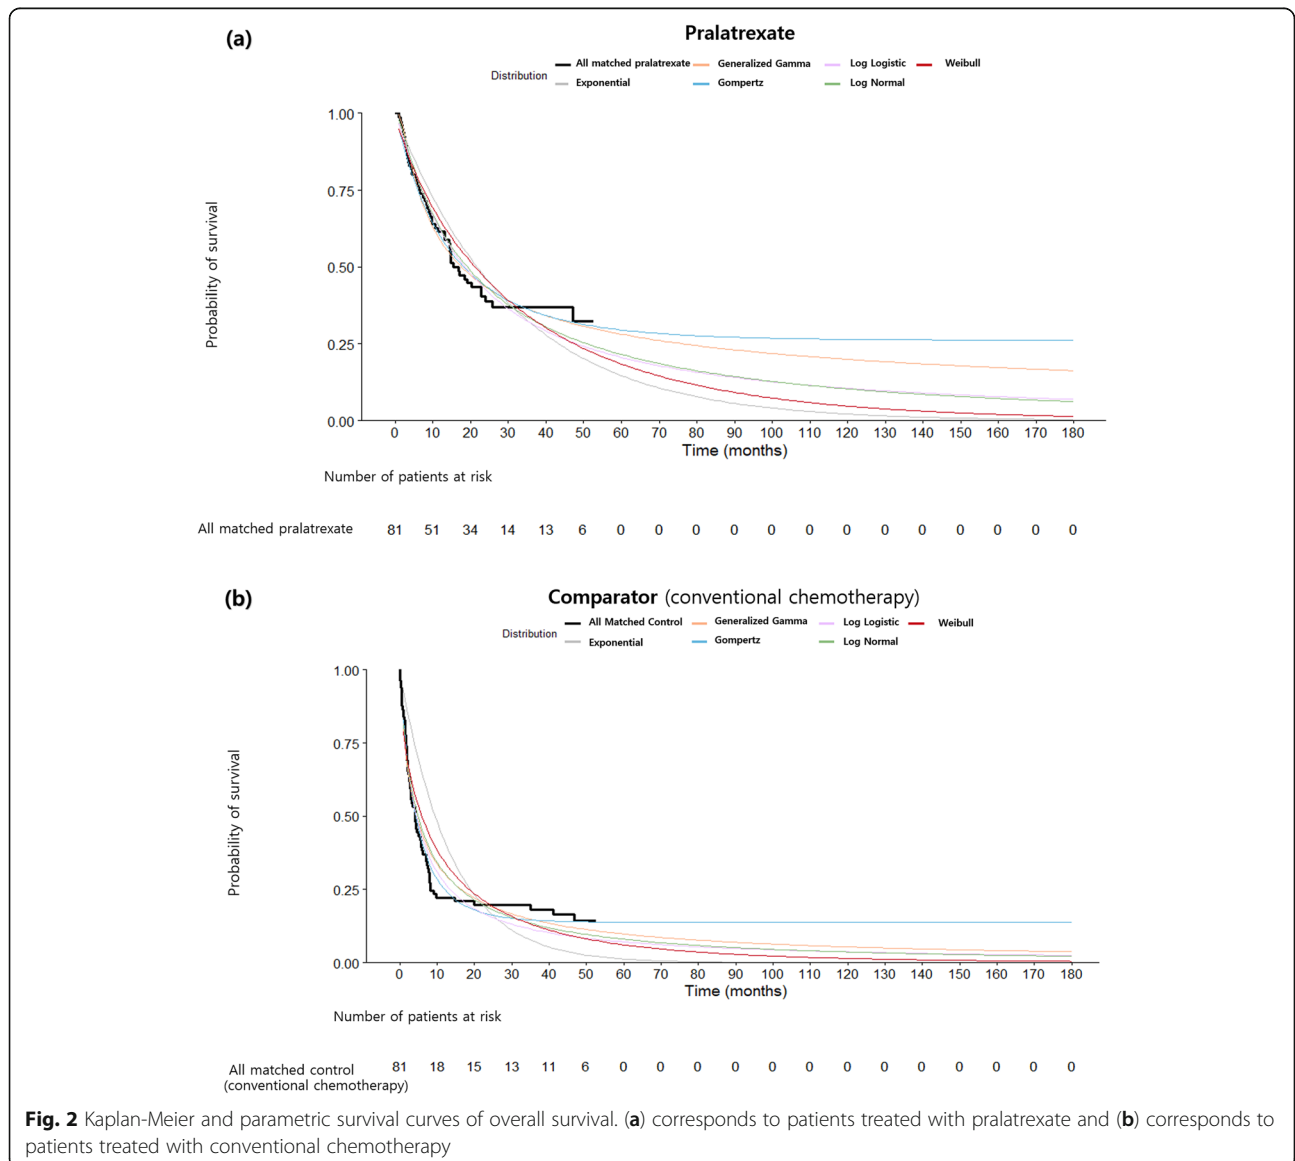 (a)
Pralatrexate
Distribution
All matched pralatrexate Generalized Gamma Log Logistic Weibull
Exponential Gompertz Log Normal
Probability of survival
1.00
0.75
0.50
0.25
0.00
0 10 20 30 40 50 60 70 80 90 100 110 120 130 140 150 160 170 180
Time (months)
Number of patients at risk
All matched pralatrexate 81 51 34 14 13 6 0 0 0 0 0 0 0 0 0 0 0 0 0
(b)
Comparator (conventional chemotherapy)
Distribution
All Matched Control Generalized Gamma Log Logistic Weibull
Exponential Gompertz Log Normal
Probability of survival
1.00
0.75
0.50
0.25
0.00
0 10 20 30 40 50 60 70 80 90 100 110 120 130 140 150 160 170 180
Time (months)
Number of patients at risk
All matched control 81 18 15 13 11 6 0 0 0 0 0 0 0 0 0 0 0 0 0
(conventional chemotherapy)
Fig. 2 Kaplan-Meier and parametric survival curves of overall survival. (a) corresponds to patients treated with pralatrexate and (b) corresponds to
patients treated with conventional chemotherapy